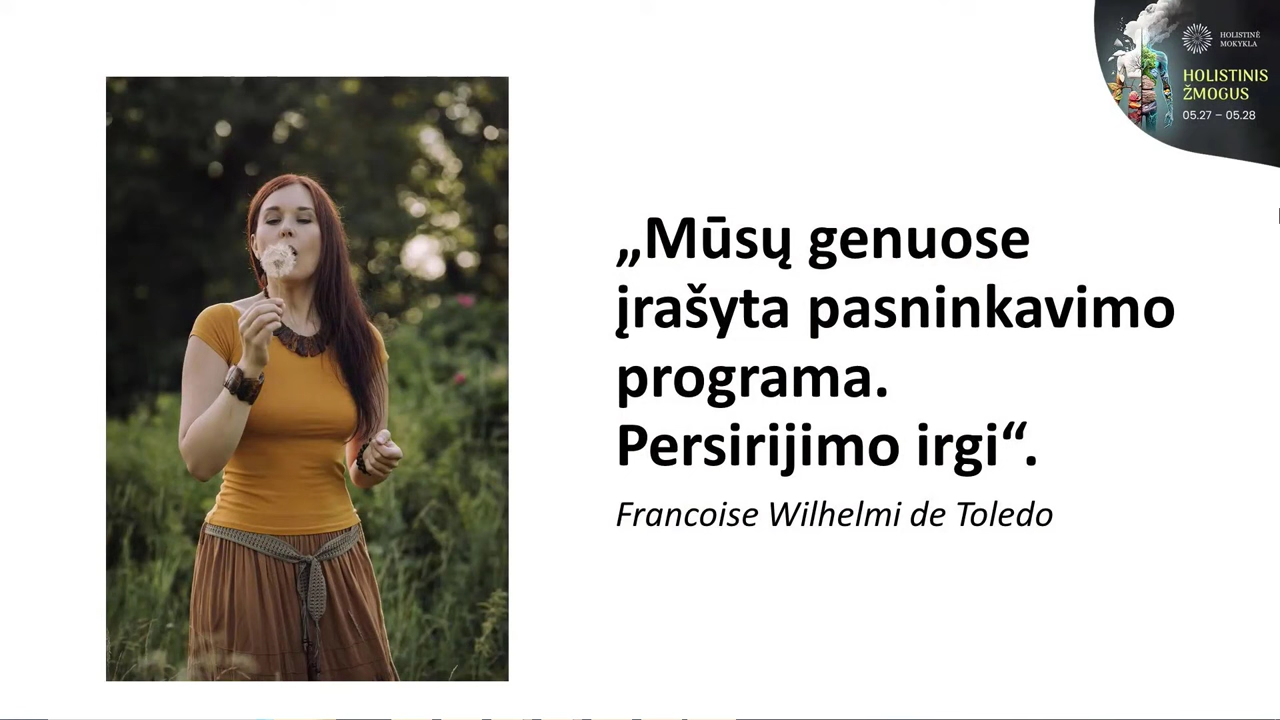 HOLISTINĖ
MOKYKLA
HOLISTINIS
ŽMOGUS
05.27 – 05.28
„Mūsų genuose
įrašyta pasninkavimo
programa.
Persirijimo irgi“.
Francoise Wilhelmi de Toledo